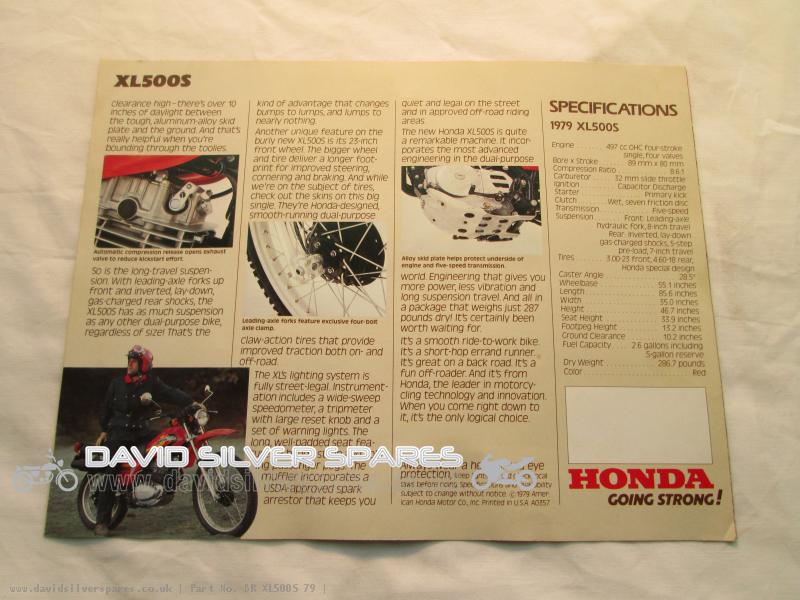 XL500S
clearance high—there's over 10
inches of daylight between
the tough, aluminum-alloy skid
plate and the ground. And that's
really helpful when you're
bounding through the toolies.
Automatic compression release opens exhaust
valve to reduce kickstart effort.
So is the long-travel suspen-
sion. With leading-axle forks up
front and inverted, lay-down,
gas-charged rear shocks, the
XL500S has as much suspension
as any other dual-purpose bike,
regardless of size! That's the
kind of advantage that changes
bumps to lumps, and lumps to
nearly nothing.
Another unique feature on the
burly new XL500S is its 23-inch
front wheel. The bigger wheel
and tire deliver a longer foot-
print for improved steering,
cornering and braking. And while
we're on the subject of tires,
check out the skins on this big
single. They're Honda-designed,
smooth-running dual-purpose
Leading-axle forks feature exclusive four-bolt
axle clamp.
claw-action tires that provide
improved traction both on- and
off-road.
The XL's lighting system is
fully street-legal. Instrument-
ation includes a wide-sweep
speedometer, a tripmeter
with large reset knob and a
set of warning lights. The
long, well-padded seat fea-
muffler incorporates a
USDA-approved spark
arrestor that keeps you
quiet and legal on the street
and in approved off-road riding
areas.
The new Honda XL500S is quite
a remarkable machine. It incor-
porates the most advanced
engineering in the dual-purpose
Alloy skid plate helps protect underside of
engine and five-speed transmission.
world. Engineering that gives you
more power, less vibration and
long suspension travel. And all in
a package that weighs just 287
pounds dry! It's certainly been
worth waiting for.
It's a smooth ride-to-work bike.
It's a short-hop errand runner.
It's great on a back road. It's a
fun off-roader. And it's from
Honda, the leader in motorcy-
cling technology and innovation.
When you come right down to
it, it's the only logical choice.
eye
protection,
laws before riding.
subject to change without notice. © 1979 Amer-
ican Honda Motor Co., Inc. Printed in U.S.A. A0357
SPECIFICATIONS
1979 XL500S
Engine 497 cc OHC four-stroke
single, four valves
Bore x Stroke 89 mm x 80 mm
Compression Ratio 8.6:1
Carburetor 32 mm side throttle
Ignition Capacitor Discharge
Starter Primary kick
Clutch Wet, seven friction disc
Transmission Five-speed
Suspension Front: Leading-axle
hydraulic fork, 8-inch travel
Rear: Inverted, lay-down
gas-charged shocks, 5-step
pre-load, 7-inch travel
Tires 3.00-23 front, 4.60-18 rear,
Honda special design
Caster Angle 28.5°
Wheelbase 55.1 inches
Length 85.6 inches
Width 35.0 inches
Height 46.7 inches
Seat Height 33.9 inches
Footpeg Height 13.2 inches
Ground Clearance 10.2 inches
Fuel Capacity 2.6 gallons including
.5-gallon reserve
Dry Weight 286.7 pounds
Color Red
HONDA
GOING STRONG!
DAVID SILVER SPARES
www.davidsil
www.davidsilverspares.co.uk | Part No. BR XL500S 79 |